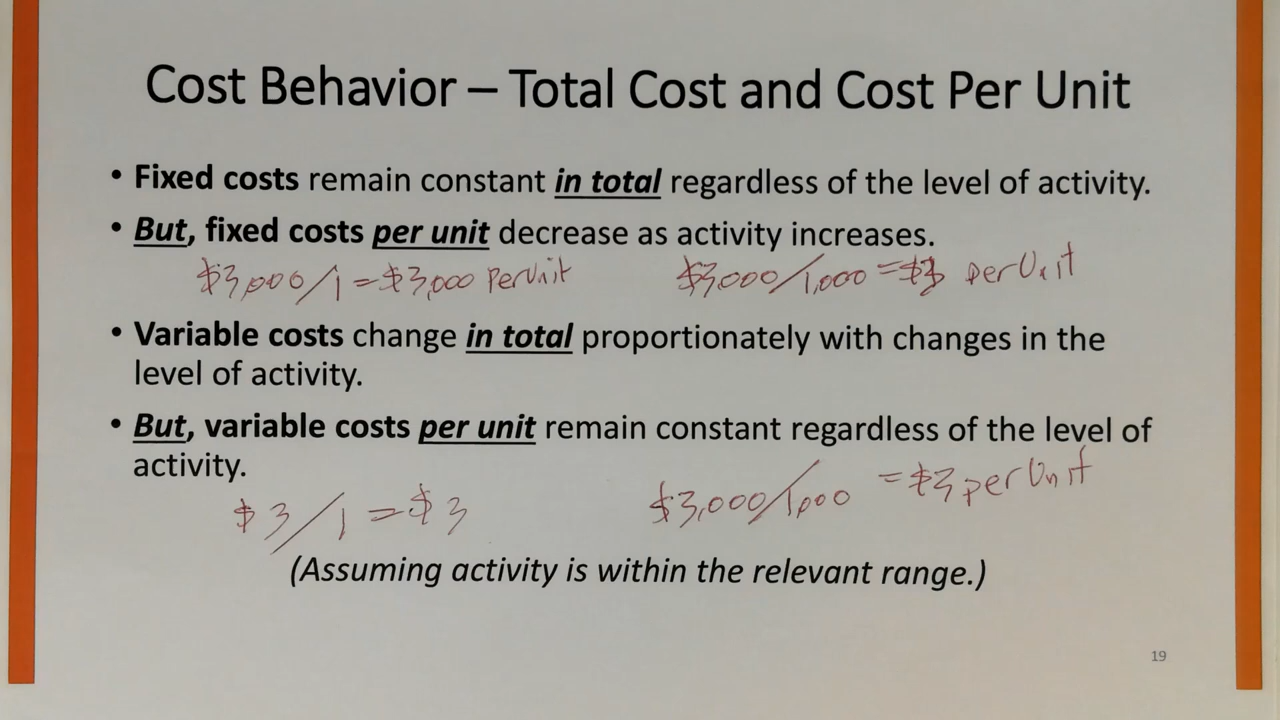 Cost Behavior – Total Cost and Cost Per Unit
• Fixed costs remain constant in total regardless of the level of activity.
• But, fixed costs per unit decrease as activity increases.
$3,000/1 = $3,000 Per Unit $3,000/1,000 = $3 per Unit
• Variable costs change in total proportionately with changes in the
level of activity.
• But, variable costs per unit remain constant regardless of the level of
activity.
$3/1 = $3 $3,000/1,000 = $3 per Unit
(Assuming activity is within the relevant range.)
19